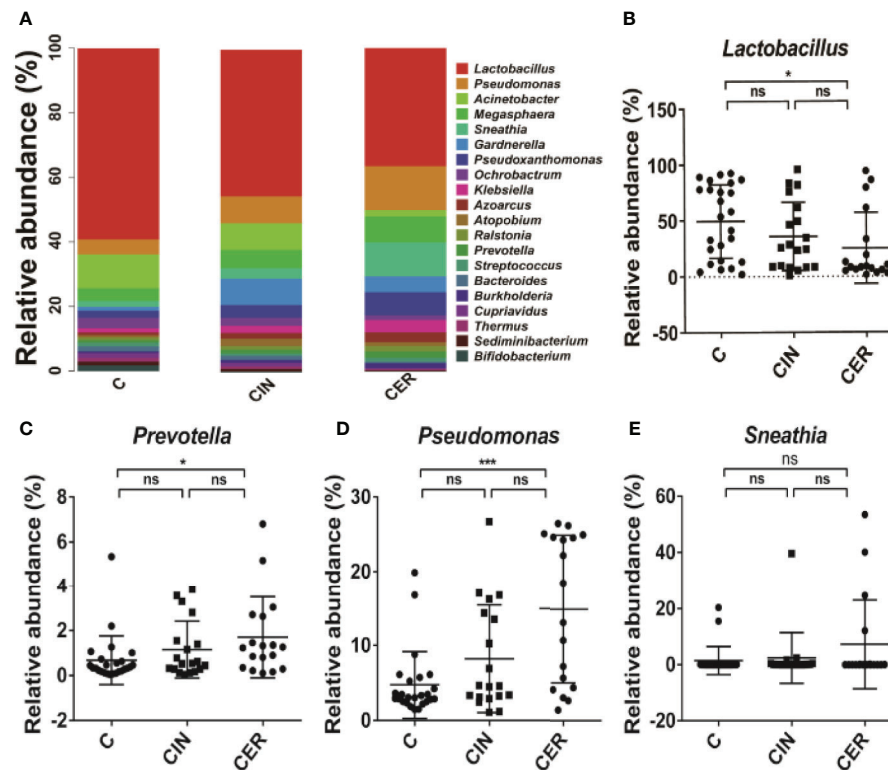 A
Relative abundance (%)
100
80
60
40
20
0
C
CIN
CER
Lactobacillus
Pseudomonas
Acinetobacter
Megasphaera
Sneathia
Gardnerella
Pseudoxanthomonas
Ochrobactrum
Klebsiella
Azoarcus
Atopobium
Ralstonia
Prevotella
Streptococcus
Bacteroides
Burkholderia
Cupriavidus
Thermus
Sediminibacterium
Bifidobacterium
B
Lactobacillus
*
ns
ns
Relative abundance (%)
150
100
50
0
-50
C
CIN
CER
C
Prevotella
*
ns
ns
Relative abundance (%)
8
6
4
2
0
-2
C
CIN
CER
D
Pseudomonas
***
ns
ns
Relative abundance (%)
30
20
10
0
C
CIN
CER
E
Sneathia
ns
ns
ns
Relative abundance (%)
60
40
20
0
-20
C
CIN
CER